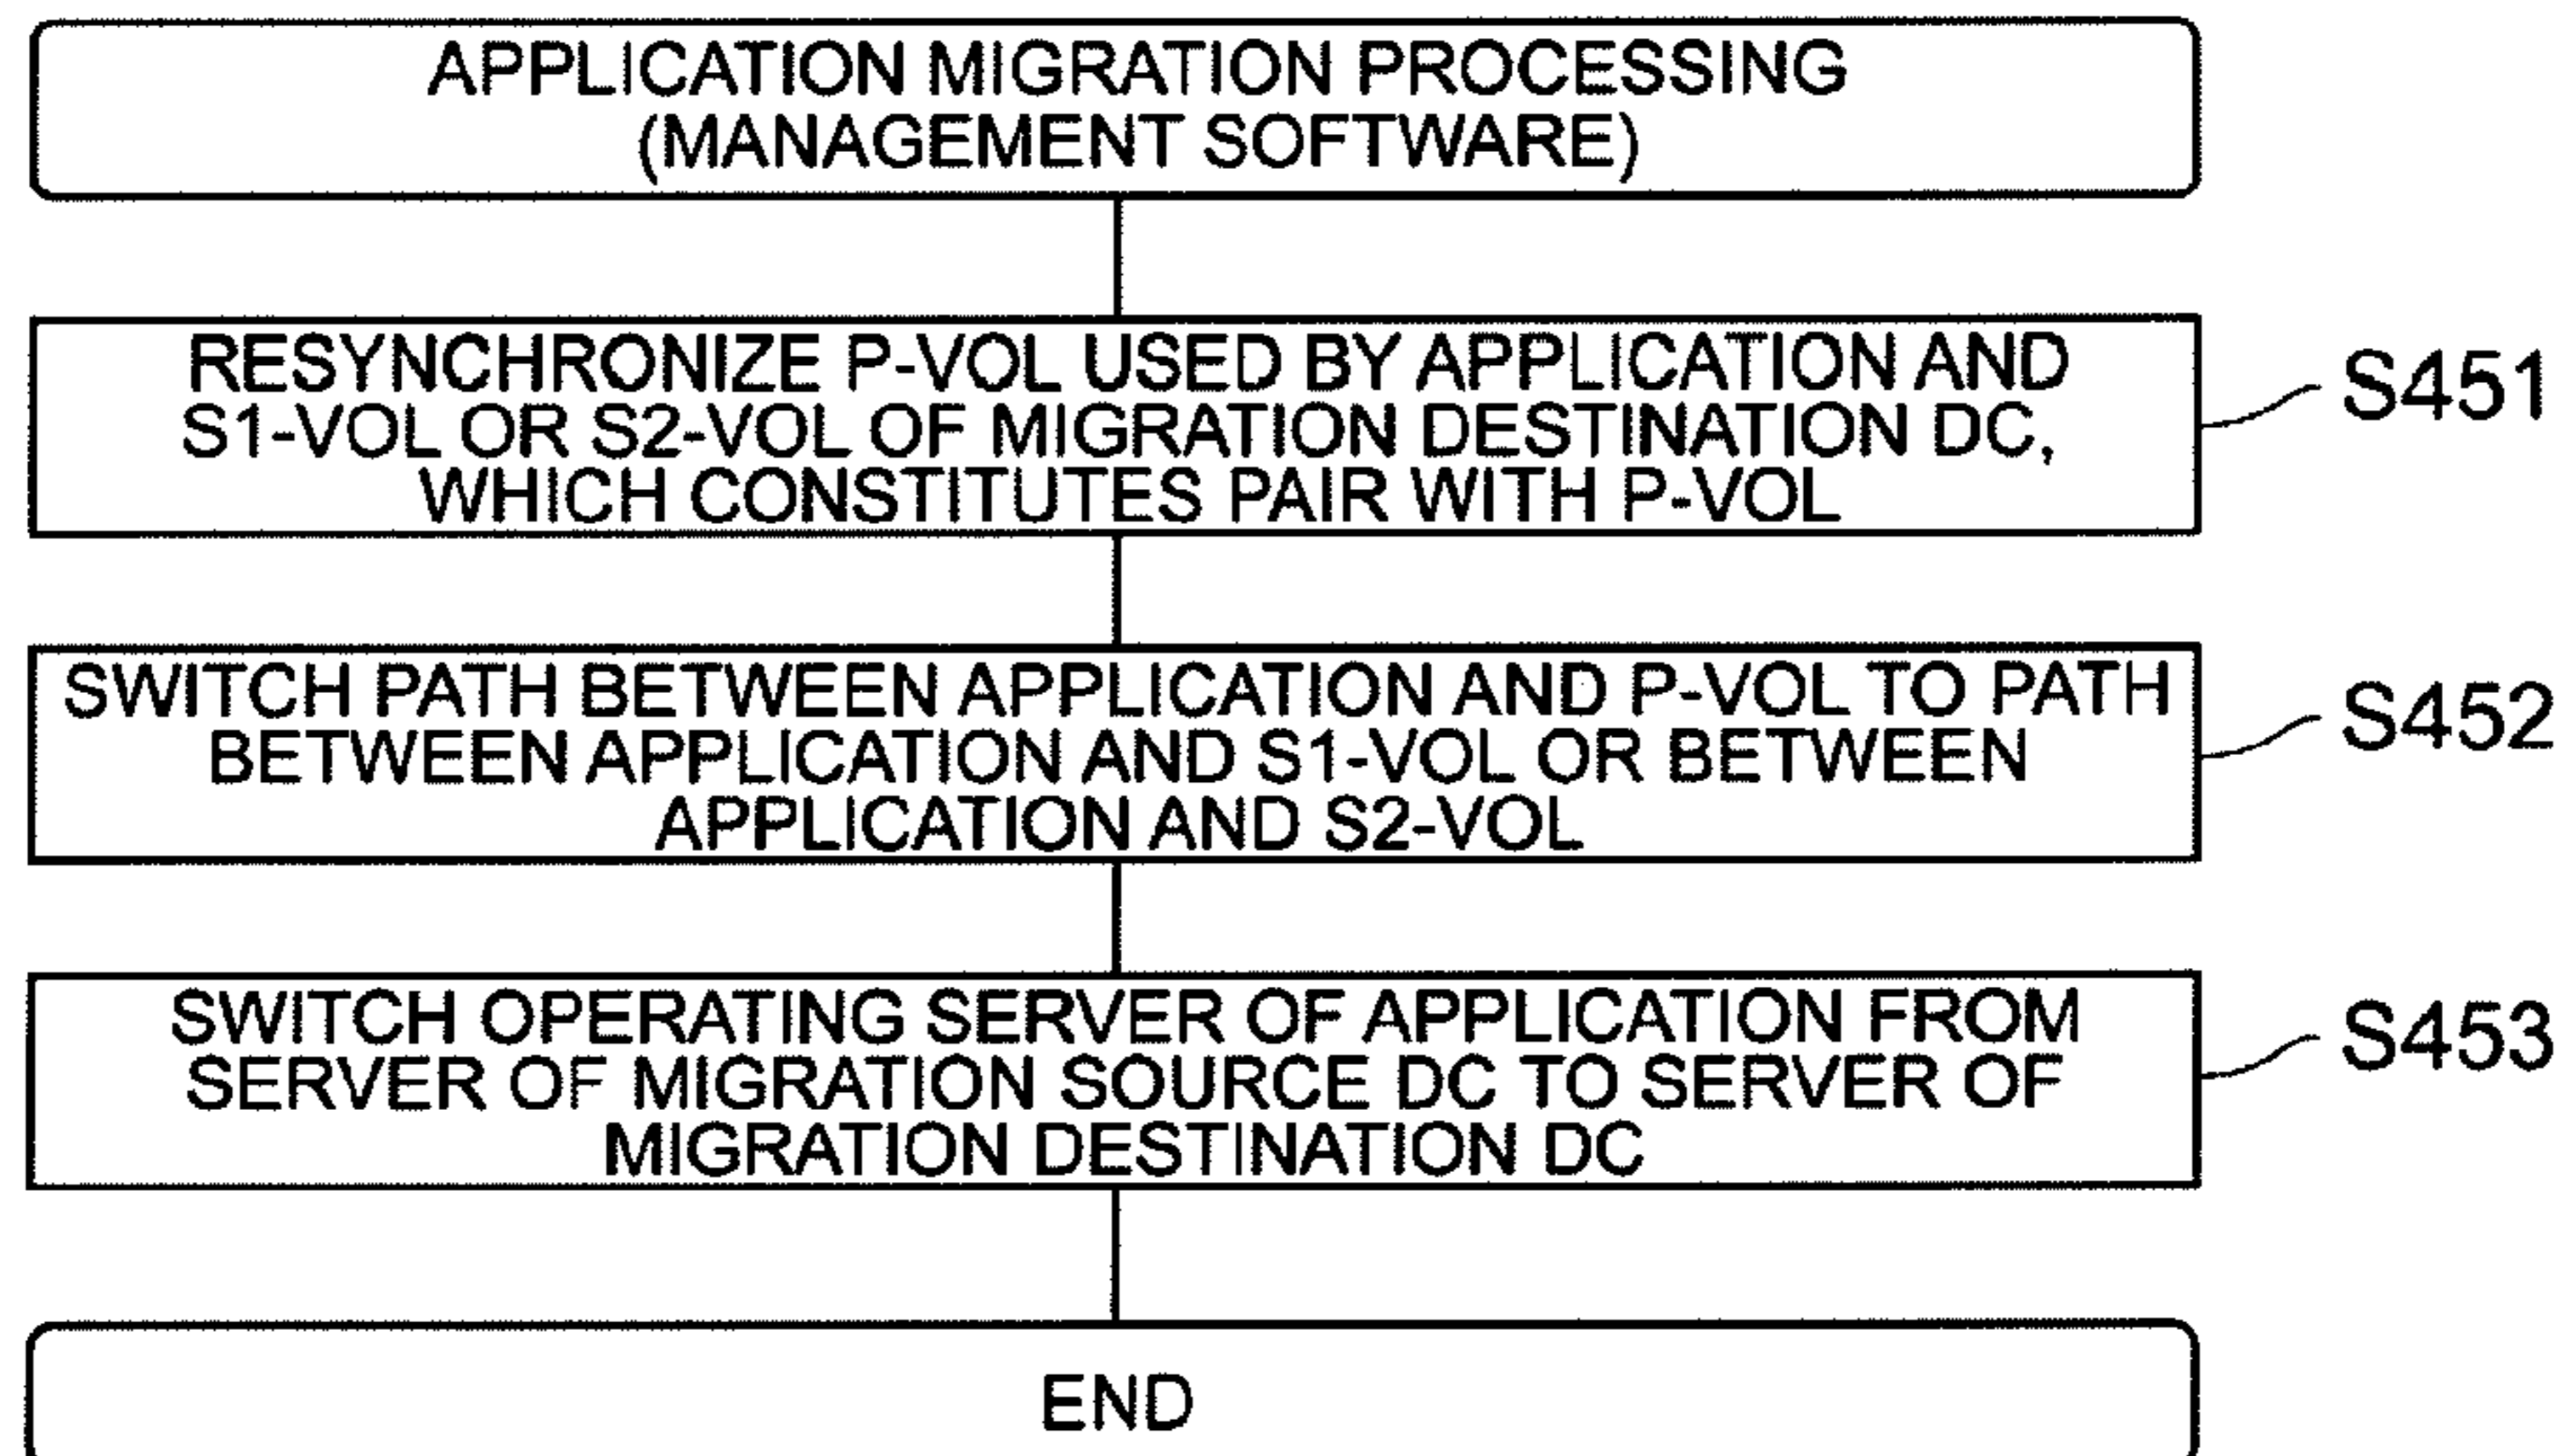 APPLICATION MIGRATION PROCESSING
(MANAGEMENT SOFTWARE)
RESYNCHRONIZE P-VOL USED BY APPLICATION AND
S1-VOL OR S2-VOL OF MIGRATION DESTINATION DC,
WHICH CONSTITUTES PAIR WITH P-VOL
S451
SWITCH PATH BETWEEN APPLICATION AND P-VOL TO PATH
BETWEEN APPLICATION AND S1-VOL OR BETWEEN
APPLICATION AND S2-VOL
S452
SWITCH OPERATING SERVER OF APPLICATION FROM
SERVER OF MIGRATION SOURCE DC TO SERVER OF
MIGRATION DESTINATION DC
S453
END